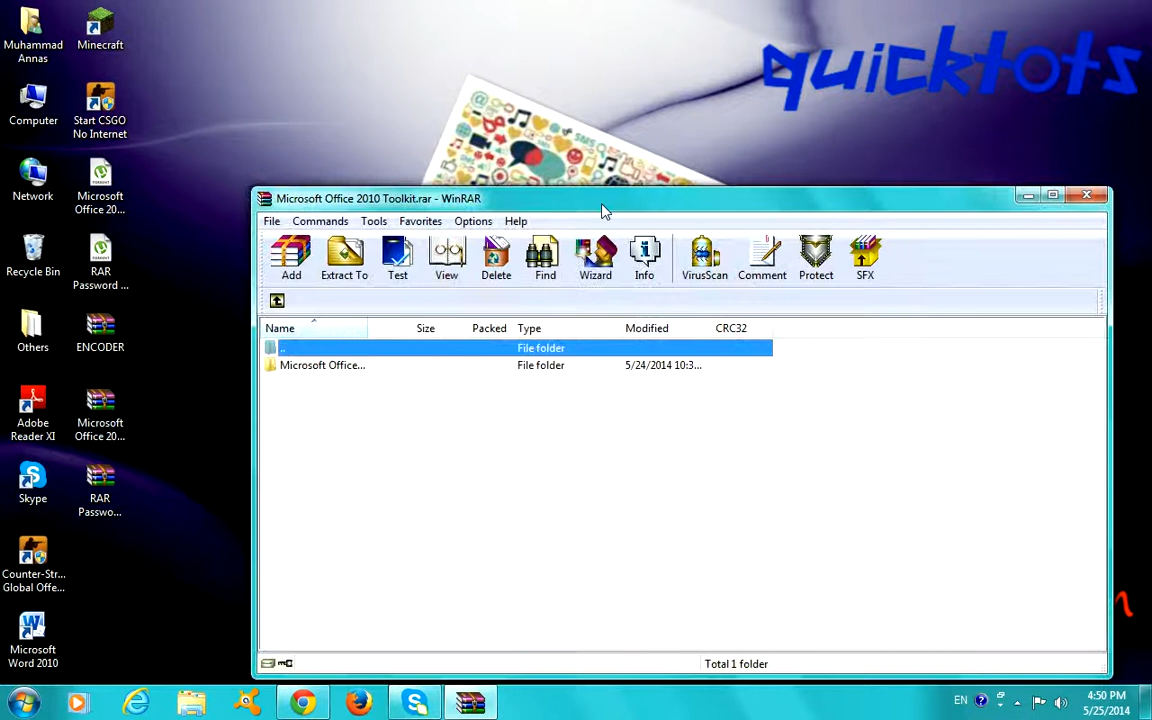 quicktots
Muhammad
Annas
Minecraft
Computer
Start CSGO
No Internet
Network
Microsoft
Office 20...
Recycle Bin
RAR
Password ...
Others
ENCODER
Adobe
Reader XI
Microsoft
Office 20...
Skype
RAR
Passwo...
Counter-Str...
Global Offe...
Microsoft
Word 2010
Microsoft Office 2010 Toolkit.rar - WinRAR
File Commands Tools Favorites Options Help
Add Extract To Test View Delete Find Wizard Info VirusScan Comment Protect SFX
Name Size Packed Type Modified CRC32
.. File folder
Microsoft Office... File folder 5/24/2014 10:3...
Total 1 folder
EN 4:50 PM
5/25/2014